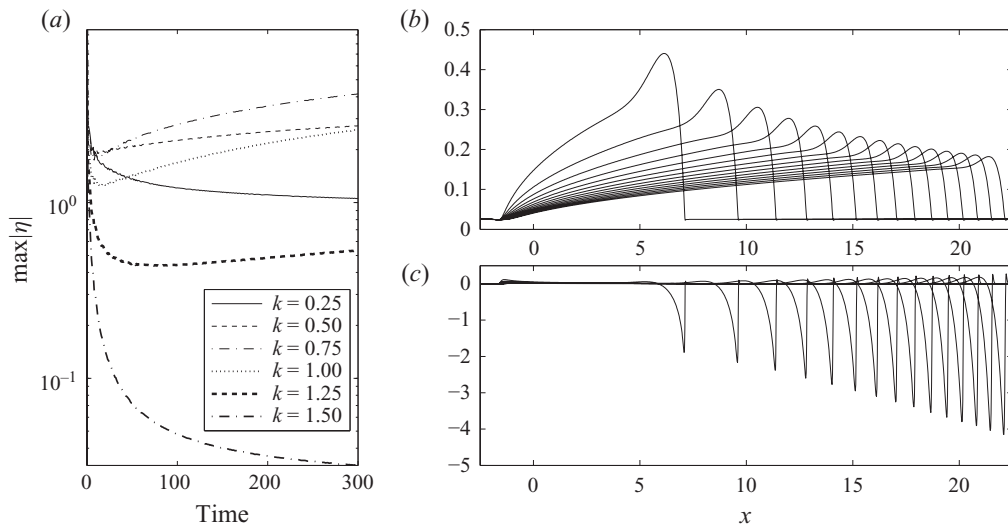 (a)
max|η|
10⁰
10⁻¹
k = 0.25
k = 0.50
k = 0.75
k = 1.00
k = 1.25
k = 1.50
0 100 200 300
Time
(b)
0.5
0.4
0.3
0.2
0.1
0
0 5 10 15 20
(c)
0
−1
−2
−3
−4
−5
0 5 10 15 20
x